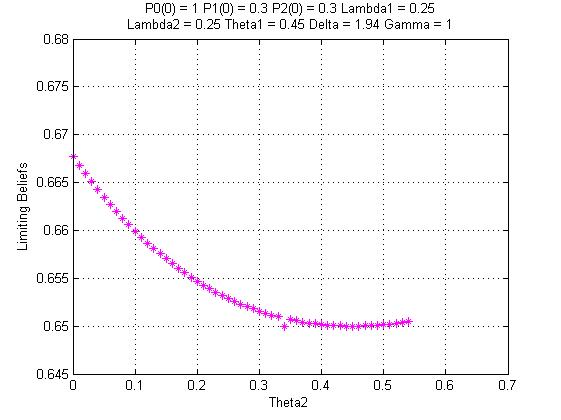 P0(0) = 1 P1(0) = 0.3 P2(0) = 0.3 Lambda1 = 0.25
Lambda2 = 0.25 Theta1 = 0.45 Delta = 1.94 Gamma = 1
0.68
0.675
0.67
0.665
0.66
0.655
0.65
0.645
Limiting Beliefs
0 0.1 0.2 0.3 0.4 0.5 0.6 0.7
Theta2